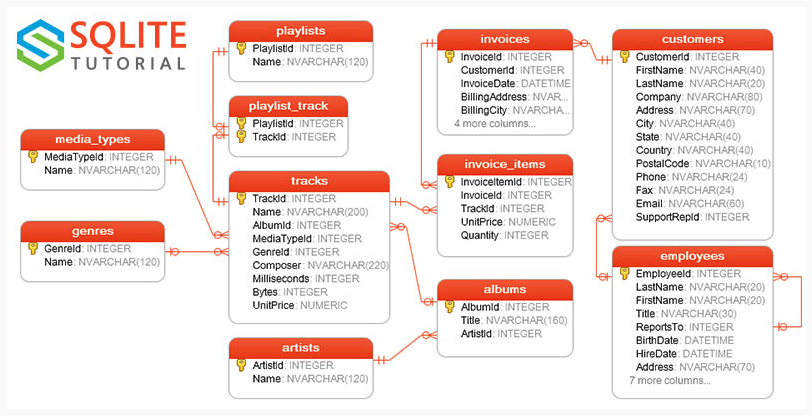 SQLITE
TUTORIAL
playlists
PlaylistId: INTEGER
Name: NVARCHAR(120)
playlist_track
PlaylistId: INTEGER
TrackId: INTEGER
media_types
MediaTypeId: INTEGER
Name: NVARCHAR(120)
genres
GenreId: INTEGER
Name: NVARCHAR(120)
tracks
TrackId: INTEGER
Name: NVARCHAR(200)
AlbumId: INTEGER
MediaTypeId: INTEGER
GenreId: INTEGER
Composer: NVARCHAR(220)
Milliseconds: INTEGER
Bytes: INTEGER
UnitPrice: NUMERIC
artists
ArtistId: INTEGER
Name: NVARCHAR(120)
invoices
InvoiceId: INTEGER
CustomerId: INTEGER
InvoiceDate: DATETIME
BillingAddress: NVAR...
BillingCity: NVARCHA...
4 more columns...
invoice_items
InvoiceItemId: INTEGER
InvoiceId: INTEGER
TrackId: INTEGER
UnitPrice: NUMERIC
Quantity: INTEGER
albums
AlbumId: INTEGER
Title: NVARCHAR(160)
ArtistId: INTEGER
customers
CustomerId: INTEGER
FirstName: NVARCHAR(40)
LastName: NVARCHAR(20)
Company: NVARCHAR(80)
Address: NVARCHAR(70)
City: NVARCHAR(40)
State: NVARCHAR(40)
Country: NVARCHAR(40)
PostalCode: NVARCHAR(10)
Phone: NVARCHAR(24)
Fax: NVARCHAR(24)
Email: NVARCHAR(60)
SupportRepId: INTEGER
employees
EmployeeId: INTEGER
LastName: NVARCHAR(20)
FirstName: NVARCHAR(20)
Title: NVARCHAR(30)
ReportsTo: INTEGER
BirthDate: DATETIME
HireDate: DATETIME
Address: NVARCHAR(70)
7 more columns...